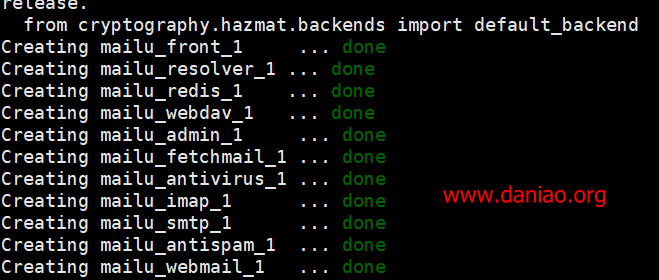 release.
from cryptography.hazmat.backends import default_backend
Creating mailu_front_1 ... done
Creating mailu_resolver_1 ... done
Creating mailu_redis_1 ... done
Creating mailu_webdav_1 ... done
Creating mailu_admin_1 ... done
Creating mailu_fetchmail_1 ... done
Creating mailu_antivirus_1 ... done
Creating mailu_imap_1 ... done
Creating mailu_smtp_1 ... done
Creating mailu_antispam_1 ... done
Creating mailu_webmail_1 ... done
www.daniao.org